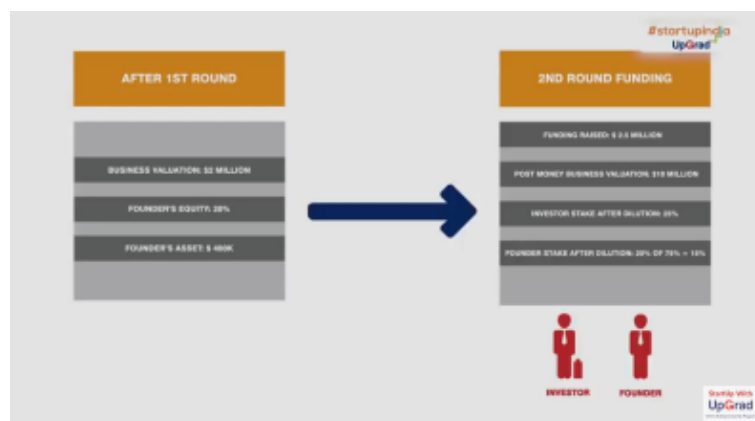 #startupindia
UpGrad
AFTER 1ST ROUND
2ND ROUND FUNDING
FUNDING RAISED: $ 2.5 MILLION
BUSINESS VALUATION: $2 MILLION
POST MONEY BUSINESS VALUATION: $10 MILLION
FOUNDER'S EQUITY: 20%
INVESTOR STAKE AFTER DILUTION: 25%
FOUNDER'S ASSET: $ 400K
FOUNDER STAKE AFTER DILUTION: 20% OF 75% = 15%
INVESTOR
FOUNDER
StartUp With
UpGrad